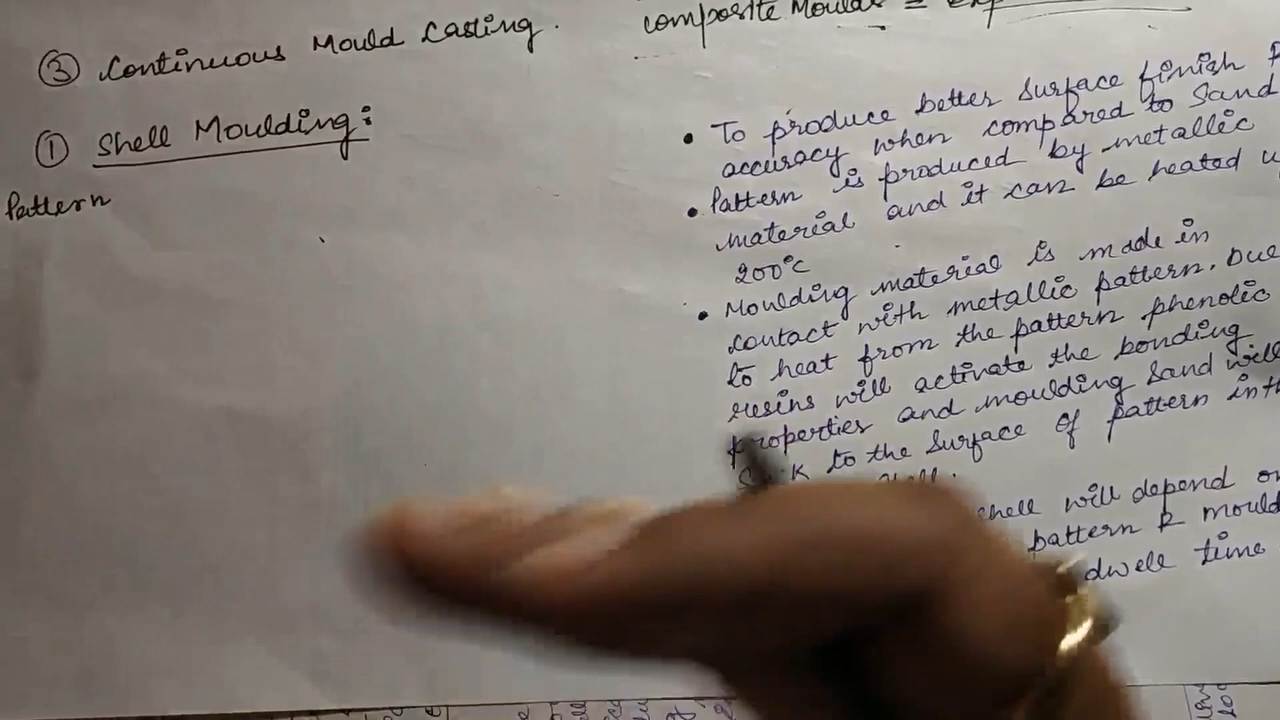 ③ Continuous Mould Casting.
① Shell Moulding:
Pattern
composite Moulds =
• To produce better surface finish &
accuracy when compared to Sand
• Pattern is produced by metallic
material and it can be heated
200°C
• Moulding material is made in
contact with metallic pattern. Due
to heat from the pattern phenolic
resins will activate the bonding
properties and moulding Sand will
to the surface of pattern in
shell will depend on
pattern & mould
dwell time